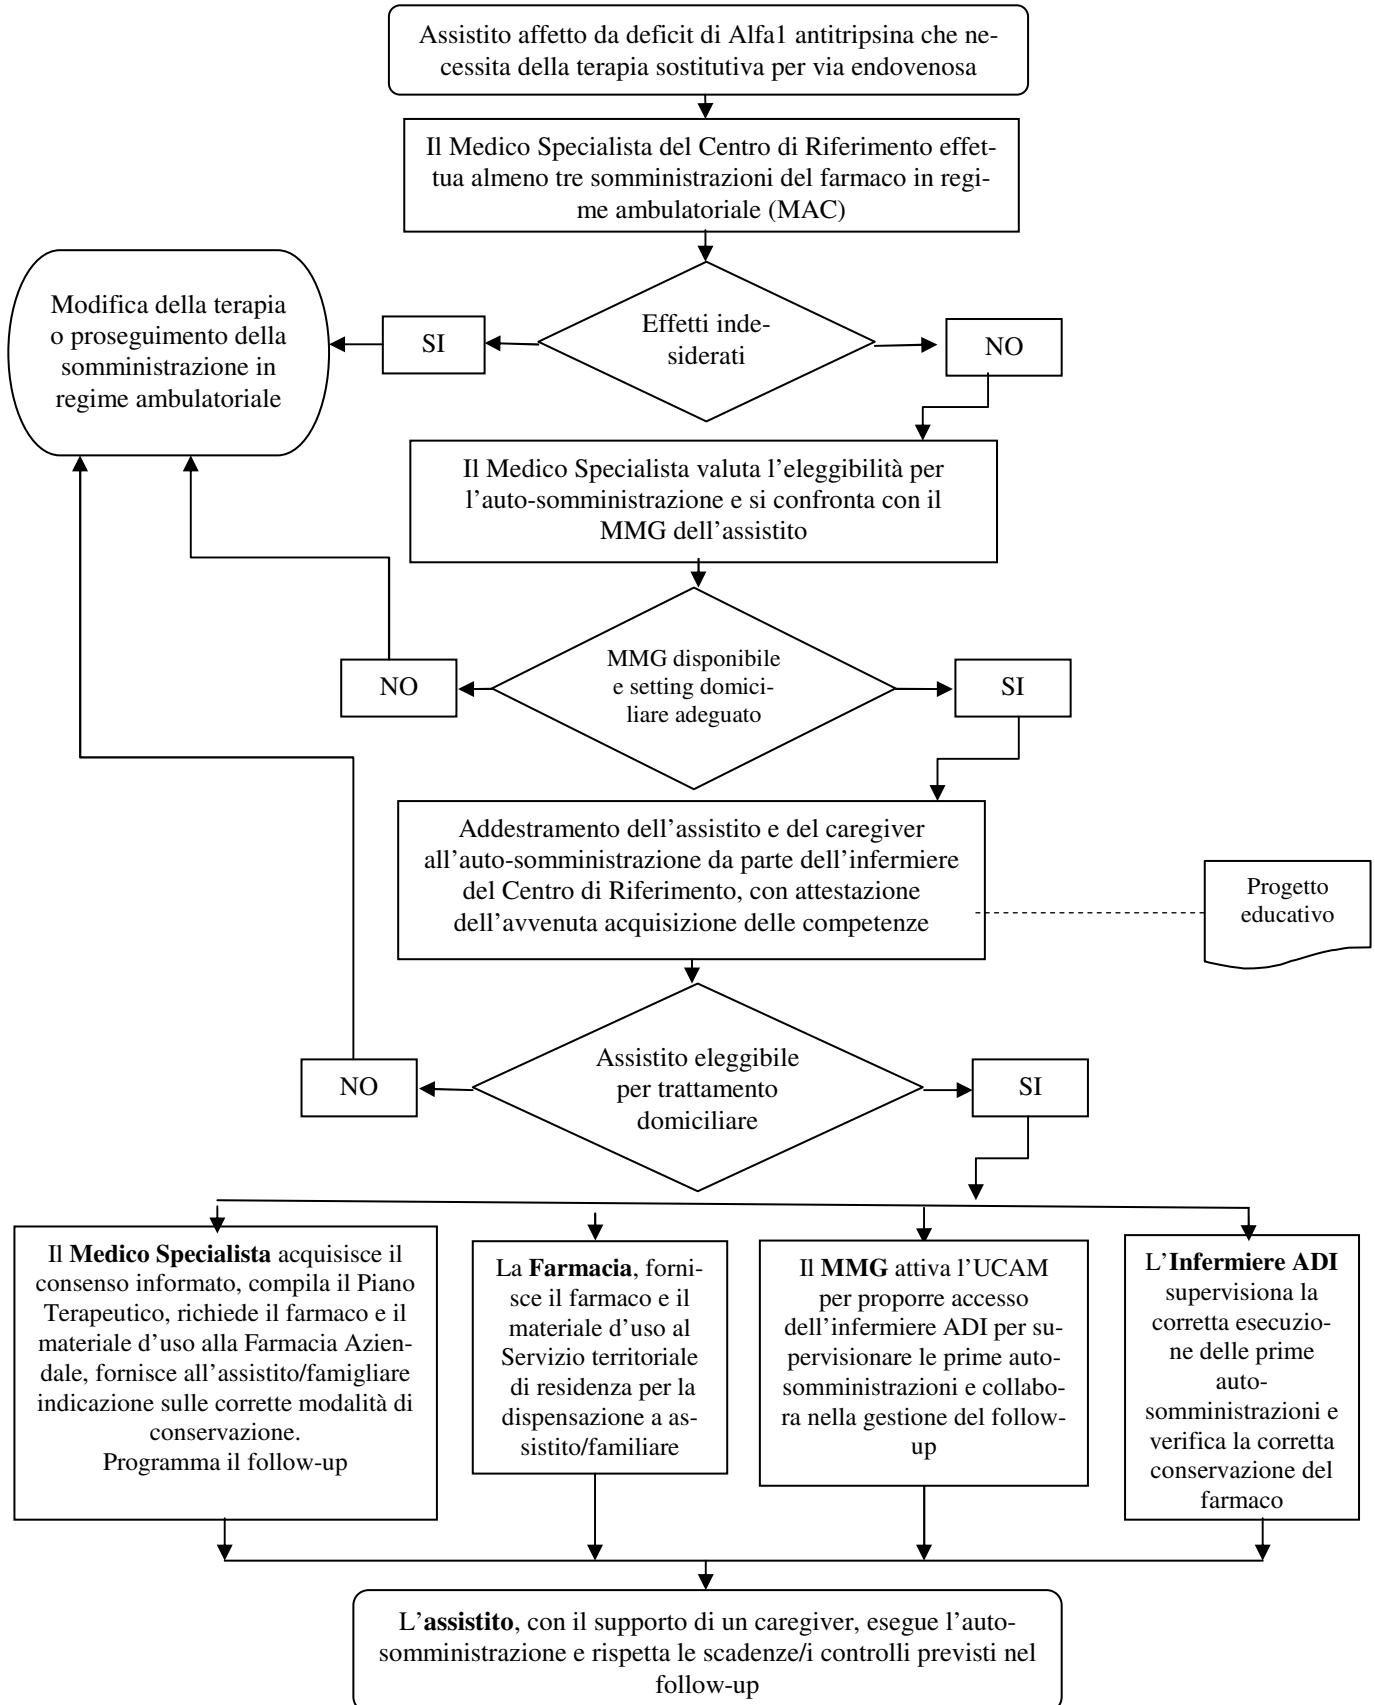 Assistito affetto da deficit di Alfa1 antitripsina che ne-
cessita della terapia sostitutiva per via endovenosa
Il Medico Specialista del Centro di Riferimento effet-
tua almeno tre somministrazioni del farmaco in regi-
me ambulatoriale (MAC)
Modifica della terapia
o proseguimento della
somministrazione in
regime ambulatoriale
SI
Effetti inde-
siderati
NO
Il Medico Specialista valuta l'eleggibilità per
l'auto-somministrazione e si confronta con il
MMG dell'assistito
NO
MMG disponibile
e setting domici-
liare adeguato
SI
Addestramento dell'assistito e del caregiver
all'auto-somministrazione da parte dell'infermiere
del Centro di Riferimento, con attestazione
dell'avvenuta acquisizione delle competenze
Progetto
educativo
NO
Assistito eleggibile
per trattamento
domiciliare
SI
Il Medico Specialista acquisisce il
consenso informato, compila il Piano
Terapeutico, richiede il farmaco e il
materiale d'uso alla Farmacia Azien-
dale, fornisce all'assistito/famigliare
indicazione sulle corrette modalità di
conservazione.
Programma il follow-up
La Farmacia, forni-
sce il farmaco e il
materiale d'uso al
Servizio territoriale
di residenza per la
dispensazione a as-
sistito/familiare
Il MMG attiva l'UCAM
per proporre accesso
dell'infermiere ADI per su-
pervisionare le prime auto-
somministrazioni e collabo-
ra nella gestione del follow-
up
L'Infermiere ADI
supervisiona la
corretta esecuzio-
ne delle prime
auto-
somministrazioni e
verifica la corretta
conservazione del
farmaco
L'assistito, con il supporto di un caregiver, esegue l'auto-
somministrazione e rispetta le scadenze/i controlli previsti nel
follow-up